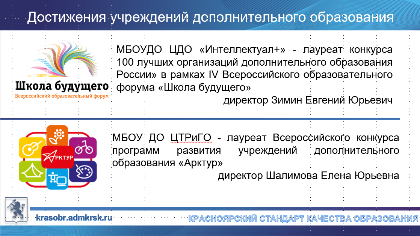 Достижения учреждений дополнительного образования
МБОУДО ЦДО «Интеллектуал+» - лауреат конкурса
100 лучших организаций дополнительного образования
России» в рамках IV Всероссийского образовательного
форума «Школа будущего»
директор Зимин Евгений Юрьевич
Школа будущего
Всероссийский образовательный форум
МБОУ ДО ЦТРиГО - лауреат Всероссийского конкурса
программ развития учреждений дополнительного
образования «Арктур»
директор Шалимова Елена Юрьевна
АРКТУР
krasobr.admkrsk.ru
КРАСНОЯРСКИЙ СТАНДАРТ КАЧЕСТВА ОБРАЗОВАНИЯ